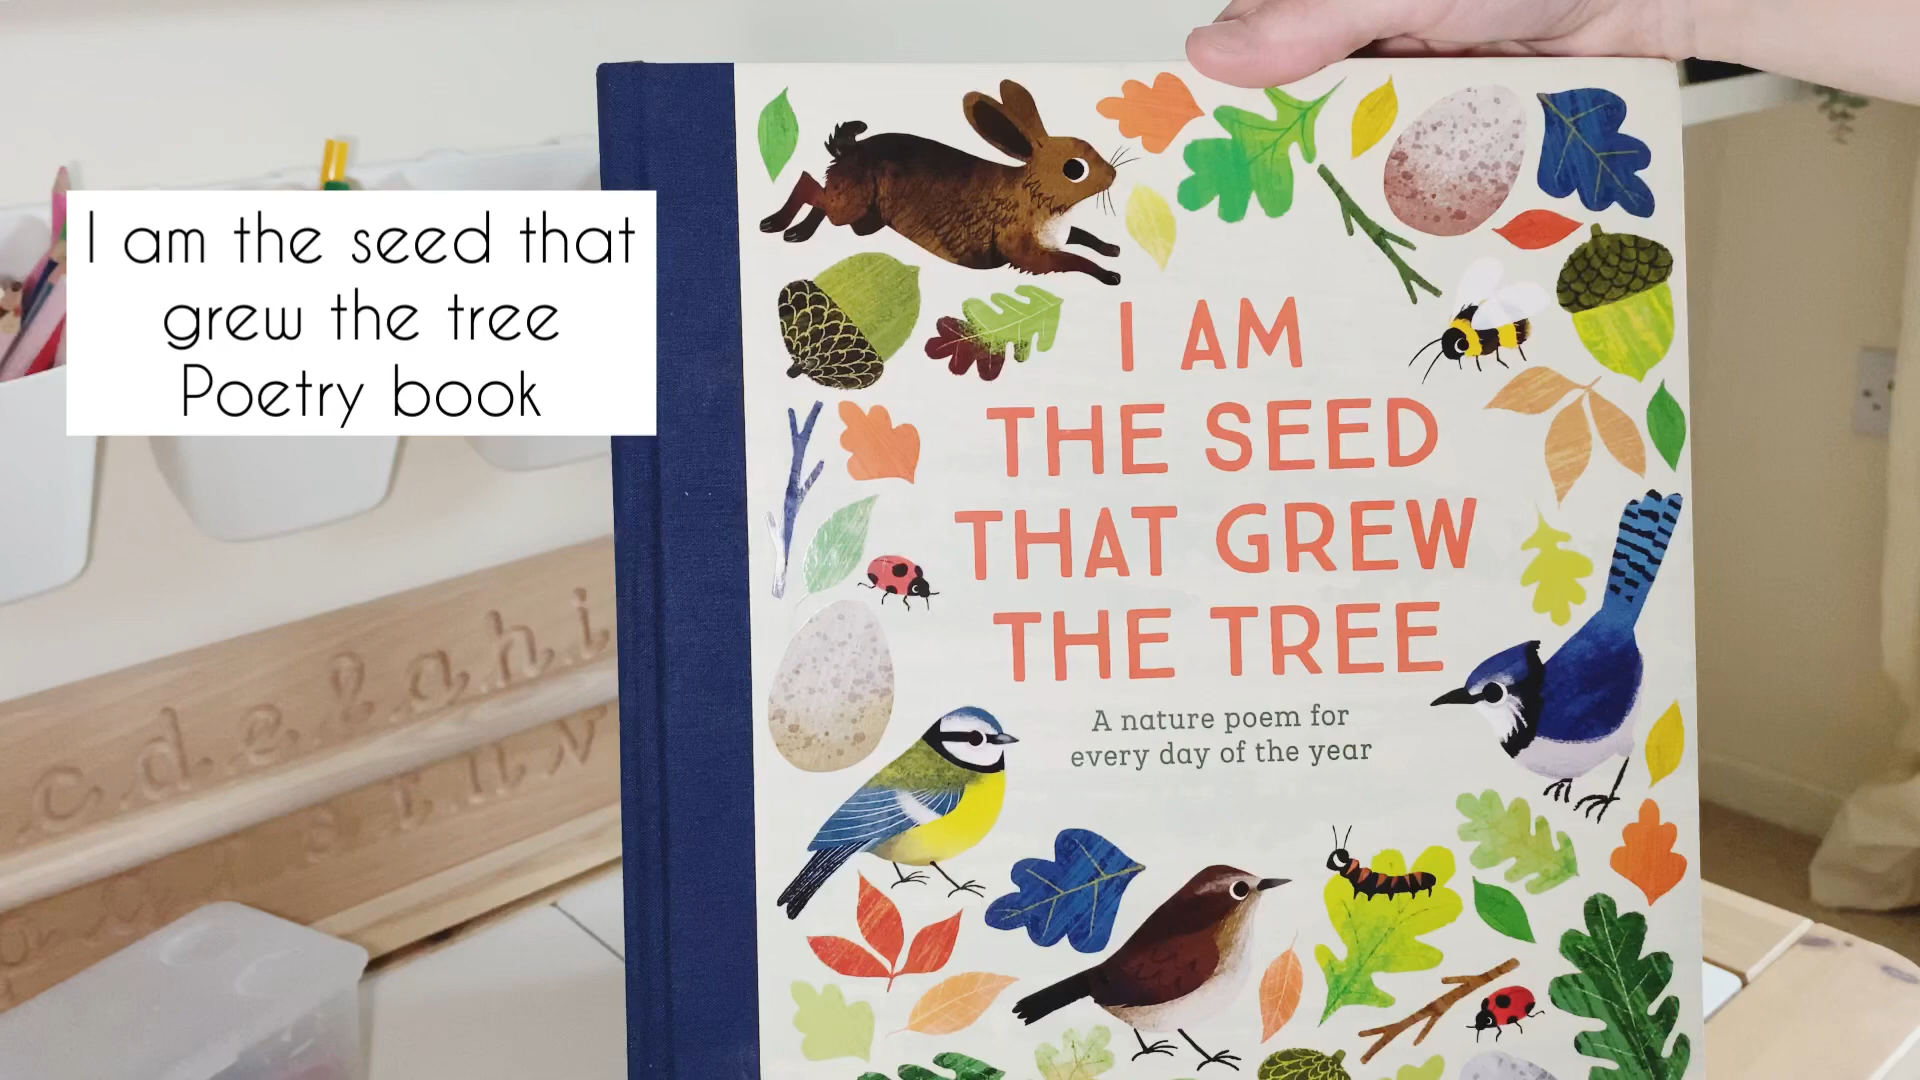 I am the seed that
grew the tree
Poetry book
I AM
THE SEED
THAT GREW
THE TREE
A nature poem for
every day of the year
c d e f g h i